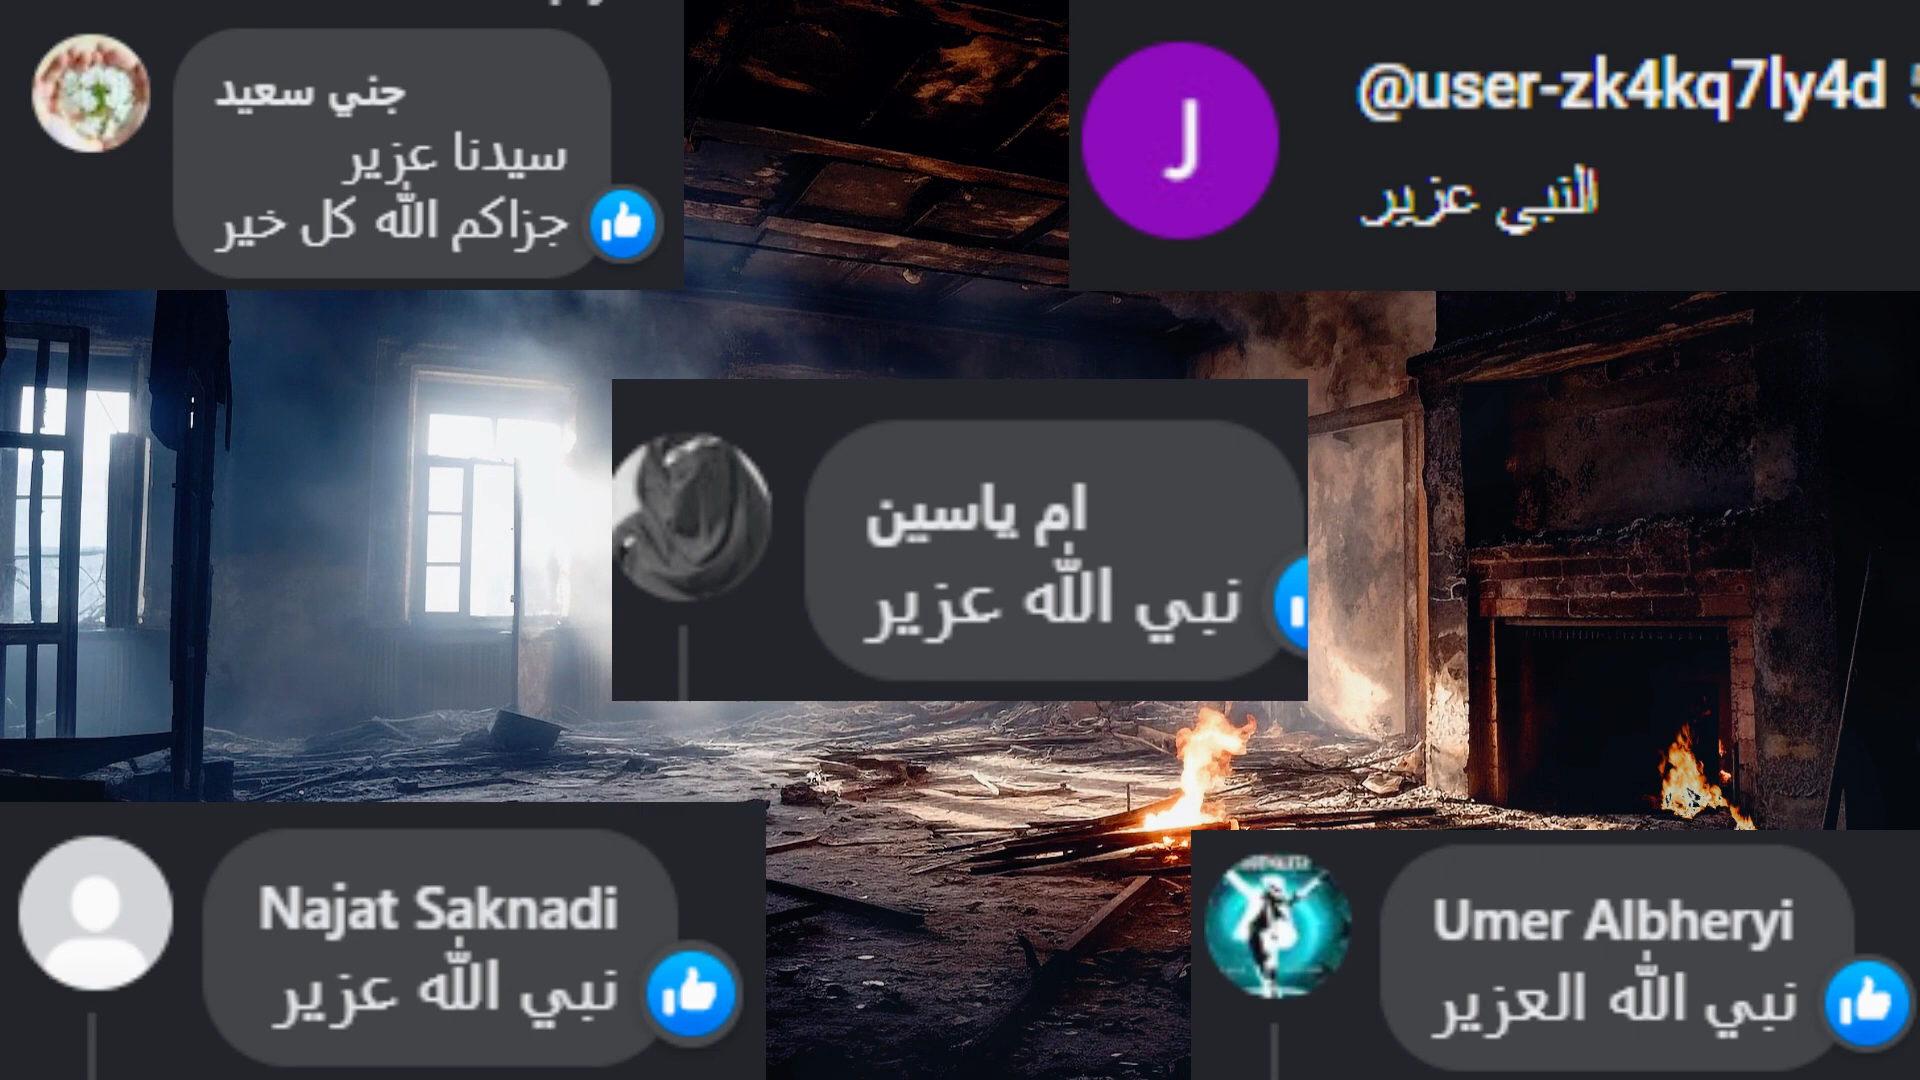 جني سعيد
سيدنا عزير
جزاكم الله كل خير
@user-zk4kq7ly4d
J
النبي عزير
ام ياسين
نبي الله عزير
Najat Saknadi
نبي الله عزير
Umer Albheryi
نبي الله العزير